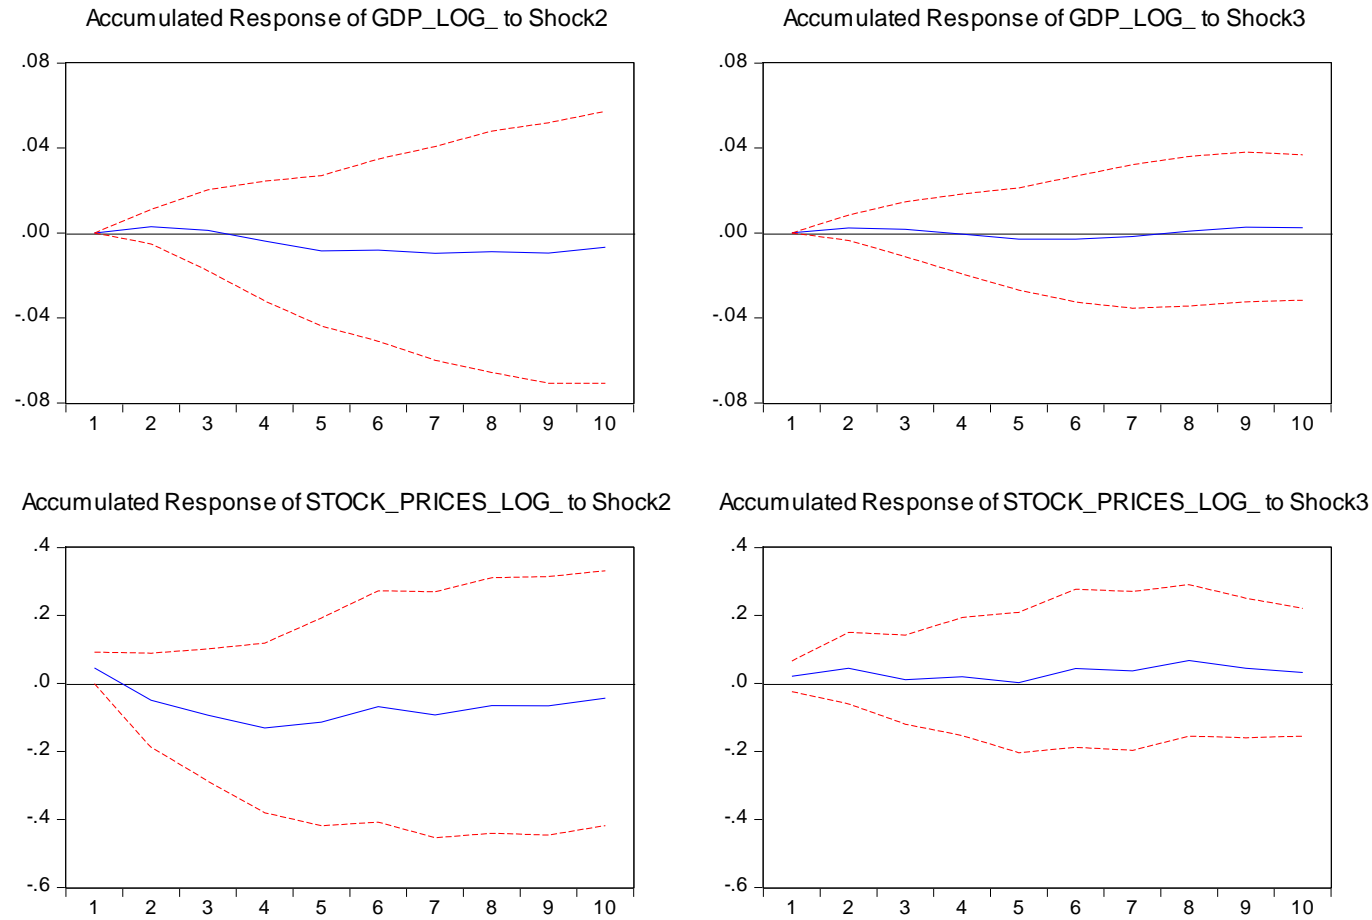 Accumulated Response of GDP_LOG_ to Shock2
.08
.04
.00
-.04
-.08
1 2 3 4 5 6 7 8 9 10
Accumulated Response of GDP_LOG_ to Shock3
.08
.04
.00
-.04
-.08
1 2 3 4 5 6 7 8 9 10
Accumulated Response of STOCK_PRICES_LOG_ to Shock2
.4
.2
.0
-.2
-.4
-.6
1 2 3 4 5 6 7 8 9 10
Accumulated Response of STOCK_PRICES_LOG_ to Shock3
.4
.2
.0
-.2
-.4
-.6
1 2 3 4 5 6 7 8 9 10